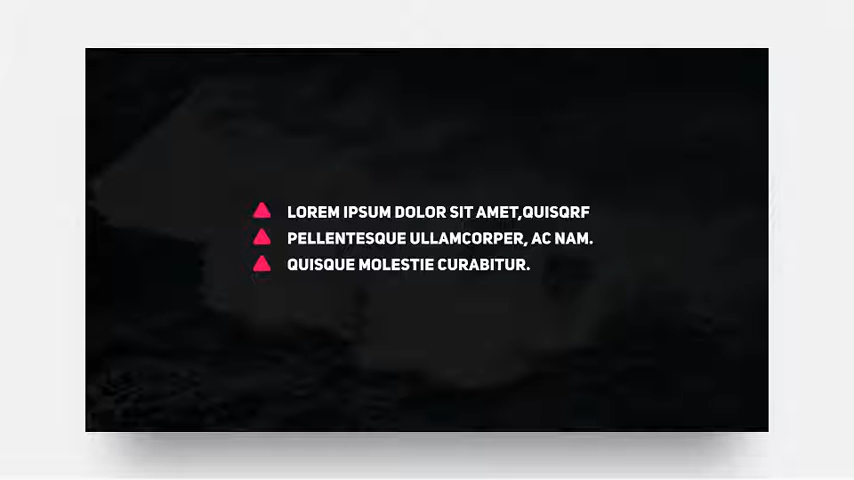 LOREM IPSUM DOLOR SIT AMET,QUISQRF
PELLENTESQUE ULLAMCORPER, AC NAM.
QUISQUE MOLESTIE CURABITUR.